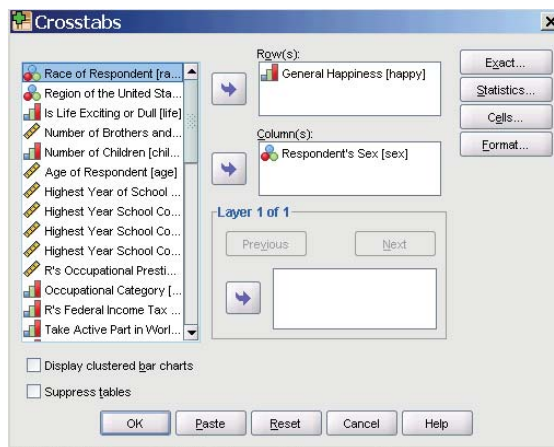 Crosstabs
Race of Respondent [ra...
Region of the United Sta...
Is Life Exciting or Dull [life]
Number of Brothers and...
Number of Children [chil...
Age of Respondent [age]
Highest Year of School ...
Highest Year School Co...
Highest Year School Co...
Highest Year School Co...
R's Occupational Presti...
Occupational Category [...
R's Federal Income Tax ...
Take Active Part in Worl...
Row(s):
General Happiness [happy]
Column(s):
Respondent's Sex [sex]
Layer 1 of 1
Previous
Next
Exact...
Statistics...
Cells...
Format...
Display clustered bar charts
Suppress tables
OK
Paste
Reset
Cancel
Help